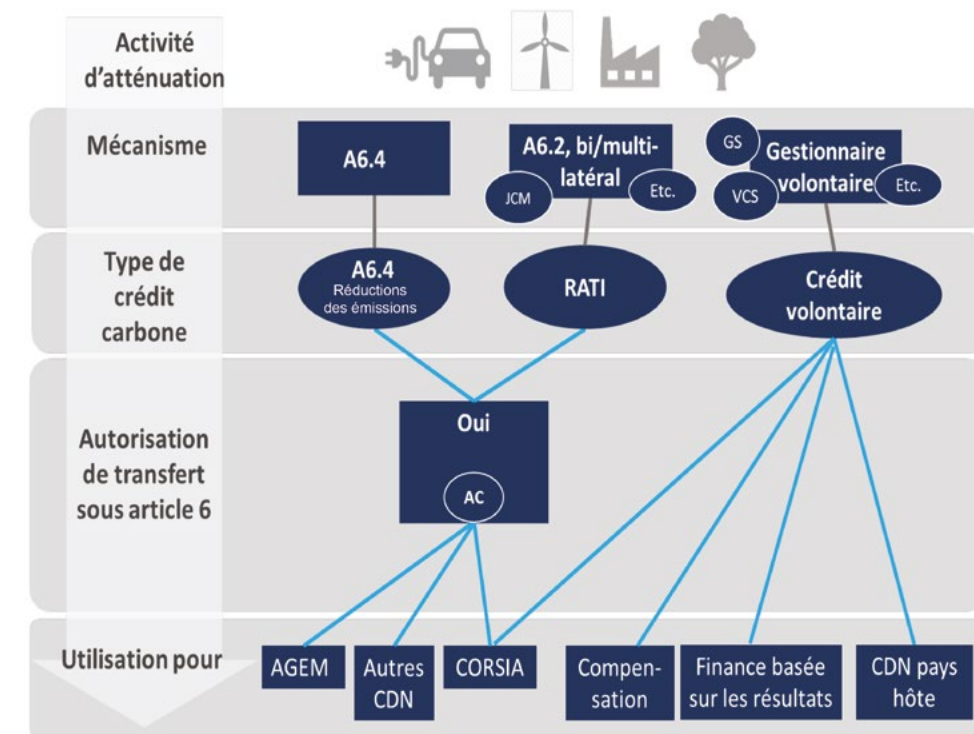 Activité
d'atténuation
Mécanisme
A6.4
A6.2, bi/multi-
latéral
JCM
Etc.
GS
Gestionnaire
volontaire
VCS
Etc.
Type de
crédit
carbone
A6.4
Réductions
des émissions
RATI
Crédit
volontaire
Autorisation
de transfert
sous article 6
Oui
AC
Utilisation pour
AGEM
Autres
CDN
CORSIA
Compen-
sation
Finance basée
sur les résultats
CDN pays
hôte